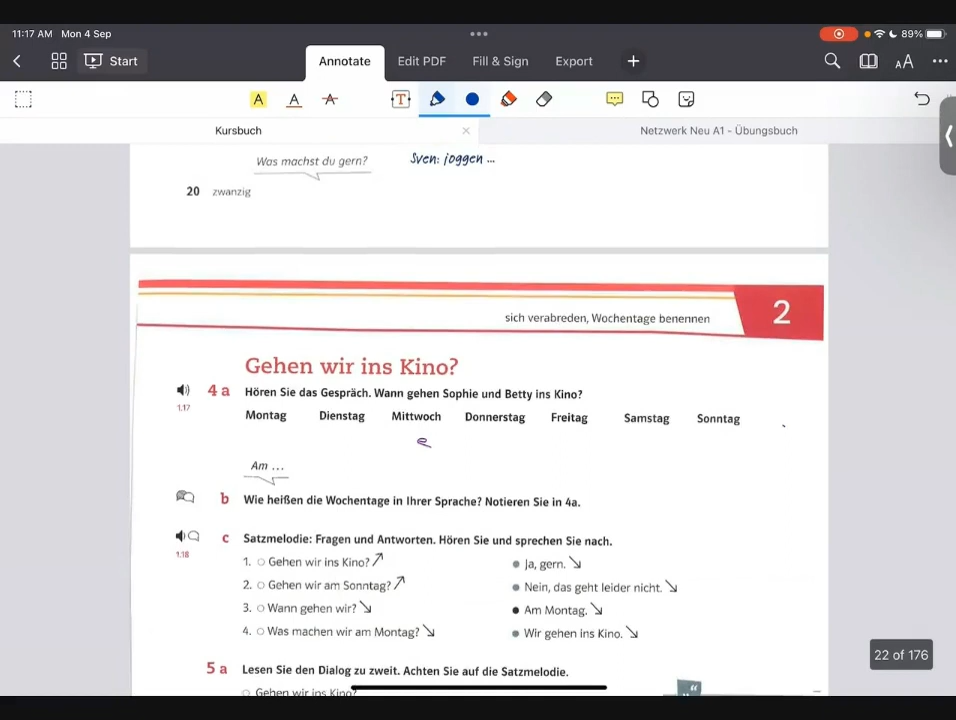 11:17 AM Mon 4 Sep
89%
Start
Annotate
Edit PDF
Fill & Sign
Export
Kursbuch
Netzwerk Neu A1 - Übungsbuch
Was machst du gern?
Sven: joggen ...
20 zwanzig
sich verabreden, Wochentage benennen
2
Gehen wir ins Kino?
4 a Hören Sie das Gespräch. Wann gehen Sophie und Betty ins Kino?
1.17
Montag Dienstag Mittwoch Donnerstag Freitag Samstag Sonntag
e
Am ...
b Wie heißen die Wochentage in Ihrer Sprache? Notieren Sie in 4a.
c Satzmelodie: Fragen und Antworten. Hören Sie und sprechen Sie nach.
1.18
1. Gehen wir ins Kino? Ja, gern.
2. Gehen wir am Sonntag? Nein, das geht leider nicht.
3. Wann gehen wir? Am Montag.
4. Was machen wir am Montag? Wir gehen ins Kino.
22 of 176
5 a Lesen Sie den Dialog zu zweit. Achten Sie auf die Satzmelodie.
Gehen wir ins Kino?